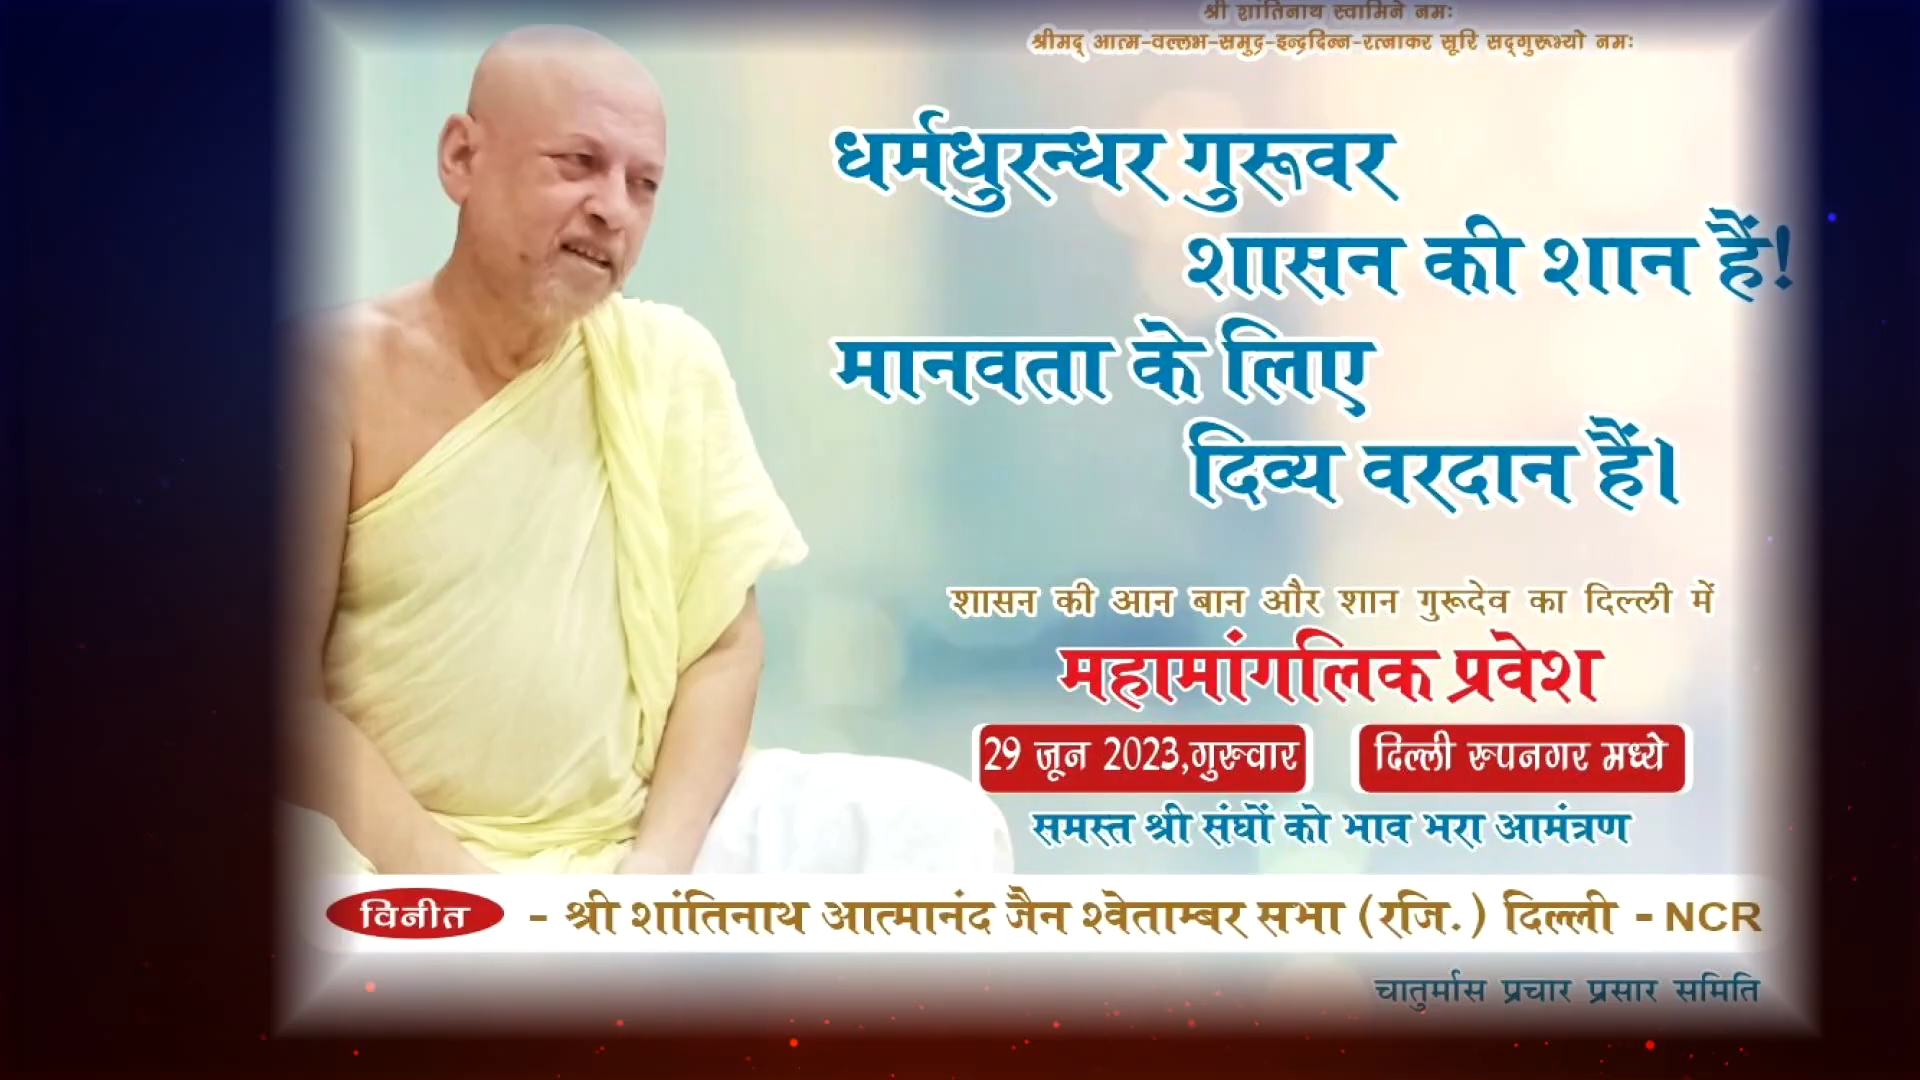 श्री शांतिनाथ स्वामिने नमः
श्रीमद् आत्म-वल्लभ-समुद्र-इन्द्रदिन्न-रत्नाकर सूरि सद्गुरूभ्यो नमः
धर्मधुरन्धर गुरूवर
शासन की शान हैं!
मानवता के लिए
दिव्य वरदान हैं।
शासन की आन बान और शान गुरूदेव का दिल्ली में
महामांगलिक प्रवेश
29 जून 2023,गुरूवार दिल्ली रूपनगर मध्ये
समस्त श्री संघों को भाव भरा आमंत्रण
विनीत - श्री शांतिनाथ आत्मानंद जैन श्वेताम्बर सभा (रजि.) दिल्ली - NCR
चातुर्मास प्रचार प्रसार समिति